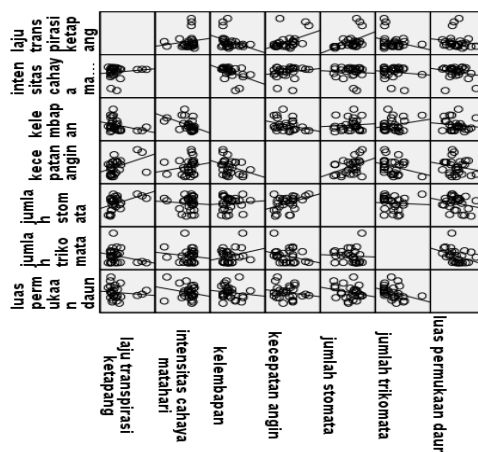 laju
trans
pirasi
ketap
ang
inten
sitas
cahay
a
ma...
kele
mbap
an
kece
patan
angin
jumla
h
stom
ata
jumla
h
triko
mata
luas
perm
ukaa
n
daun
laju transpirasi
ketapang
intensitas cahaya
matahari
kelembapan
kecepatan angin
jumlah stomata
jumlah trikomata
luas permukaan daun